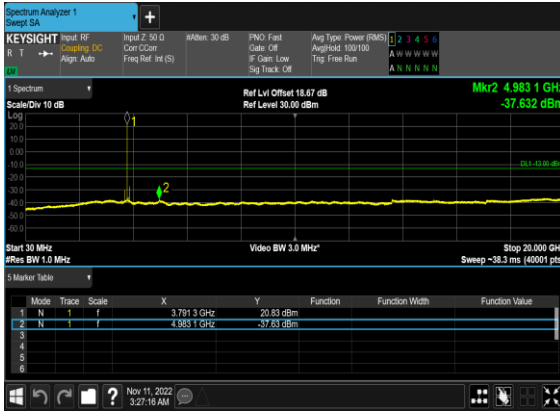 Spectrum Analyzer 1
Swept SA
+
KEYSIGHT Input: RF Input Z: 50 Ω #Atten: 30 dB PNO: Fast Avg Type: Power (RMS) 1 2 3 4 5 6
R T Coupling: DC Corr CCorr Gate: Off Avg|Hold: 100/100 A W W W W W
Align: Auto Freq Ref: Int (S) IF Gain: Low Trig: Free Run
Sig Track: Off A N N N N N
1 Spectrum Ref Lvl Offset 18.67 dB Mkr2 4.983 1 GHz
Scale/Div 10 dB Ref Level 30.00 dBm -37.632 dBm
Log
20.0
10.0
0.00
-10.0
-20.0
-30.0
-40.0
-50.0
-60.0
1
2
DL1 -13.00 dBm
Start 30 MHz Video BW 3.0 MHz* Stop 20.000 GH
#Res BW 1.0 MHz Sweep ~38.3 ms (40001 pts
5 Marker Table
Mode Trace Scale X Y Function Function Width Function Value
1 N 1 f 3.791 3 GHz 20.83 dBm
2 N 1 f 4.983 1 GHz -37.63 dBm
3
4
5
6
? Nov 11, 2022
3:27:16 AM